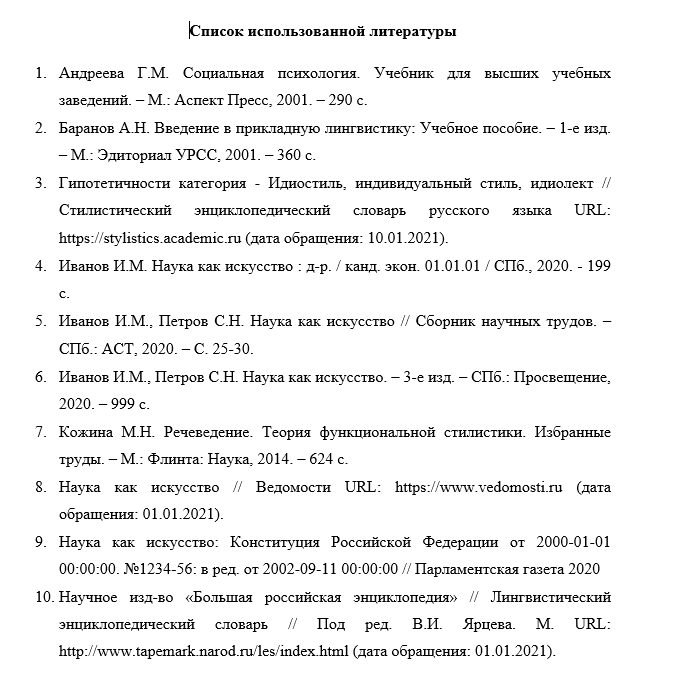 Список использованной литературы
1. Андреева Г.М. Социальная психология. Учебник для высших учебных
заведений. – М.: Аспект Пресс, 2001. – 290 с.
2. Баранов А.Н. Введение в прикладную лингвистику: Учебное пособие. – 1-е изд.
– М.: Эдиториал УРСС, 2001. – 360 с.
3. Гипотетичности категория - Идиостиль, индивидуальный стиль, идиолект //
Стилистический энциклопедический словарь русского языка URL:
https://stylistics.academic.ru (дата обращения: 10.01.2021).
4. Иванов И.М. Наука как искусство : д-р. / канд. экон. 01.01.01 / СПб., 2020. - 199
с.
5. Иванов И.М., Петров С.Н. Наука как искусство // Сборник научных трудов. –
СПб.: АСТ, 2020. – С. 25-30.
6. Иванов И.М., Петров С.Н. Наука как искусство. – 3-е изд. – СПб.: Просвещение,
2020. – 999 с.
7. Кожина М.Н. Речеведение. Теория функциональной стилистики. Избранные
труды. – М.: Флинта: Наука, 2014. – 624 с.
8. Наука как искусство // Ведомости URL: https://www.vedomosti.ru (дата
обращения: 01.01.2021).
9. Наука как искусство: Конституция Российской Федерации от 2000-01-01
00:00:00. №1234-56: в ред. от 2002-09-11 00:00:00 // Парламентская газета 2020
10. Научное изд-во «Большая российская энциклопедия» // Лингвистический
энциклопедический словарь // Под ред. В.И. Ярцева. М. URL:
http://www.tapemark.narod.ru/les/index.html (дата обращения: 01.01.2021).